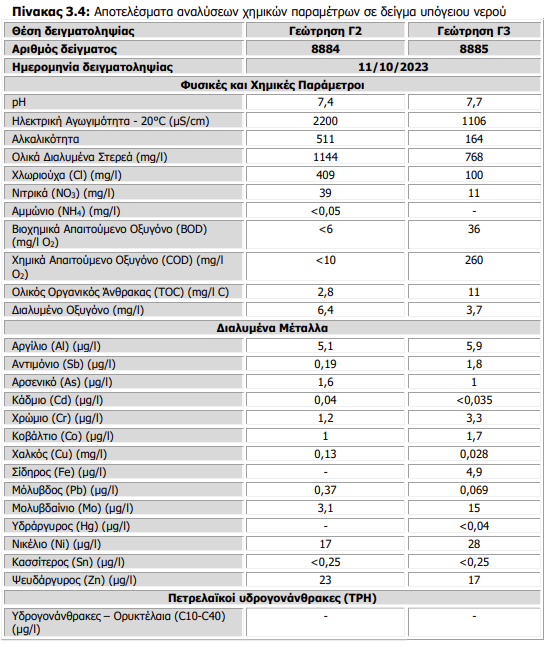 Πίνακας 3.4: Αποτελέσματα αναλύσεων χημικών παραμέτρων σε δείγμα υπόγειου νερού
Θέση δειγματοληψίας Γεώτρηση Γ2 Γεώτρηση Γ3
Αριθμός δείγματος 8884 8885
Ημερομηνία δειγματοληψίας 11/10/2023
Φυσικές και Χημικές Παράμετροι
pH 7,4 7,7
Ηλεκτρική Αγωγιμότητα - 20°C (μS/cm) 2200 1106
Αλκαλικότητα 511 164
Ολικά Διαλυμένα Στερεά (mg/l) 1144 768
Χλωριούχα (Cl) (mg/l) 409 100
Νιτρικά (NO₃) (mg/l) 39 11
Αμμώνιο (NH₄) (mg/l) <0,05 -
Βιοχημικά Απαιτούμενο Οξυγόνο (BOD)
(mg/l O₂) <6 36
Χημικά Απαιτούμενο Οξυγόνο (COD) (mg/l
O₂) <10 260
Ολικός Οργανικός Άνθρακας (TOC) (mg/l C) 2,8 11
Διαλυμένο Οξυγόνο (mg/l) 6,4 3,7
Διαλυμένα Μέταλλα
Αργίλιο (Al) (μg/l) 5,1 5,9
Αντιμόνιο (Sb) (μg/l) 0,19 1,8
Αρσενικό (As) (μg/l) 1,6 1
Κάδμιο (Cd) (μg/l) 0,04 <0,035
Χρώμιο (Cr) (μg/l) 1,2 3,3
Κοβάλτιο (Co) (μg/l) 1 1,7
Χαλκός (Cu) (mg/l) 0,13 0,028
Σίδηρος (Fe) (μg/l) - 4,9
Μόλυβδος (Pb) (μg/l) 0,37 0,069
Μολυβδαίνιο (Mo) (μg/l) 3,1 15
Υδράργυρος (Hg) (μg/l) - <0,04
Νικέλιο (Ni) (μg/l) 17 28
Κασσίτερος (Sn) (μg/l) <0,25 <0,25
Ψευδάργυρος (Zn) (μg/l) 23 17
Πετρελαϊκοί υδρογονάνθρακες (TPH)
Υδρογονάνθρακες – Ορυκτέλαια (C10-C40)
(μg/l) - -